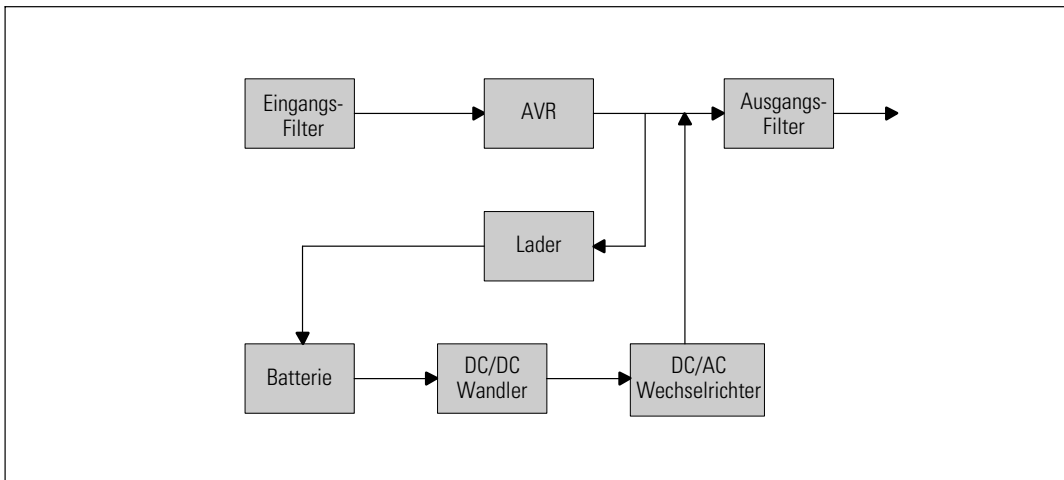 Eingangs-
Filter
AVR
Ausgangs-
Filter
Lader
Batterie
DC/DC
Wandler
DC/AC
Wechselrichter